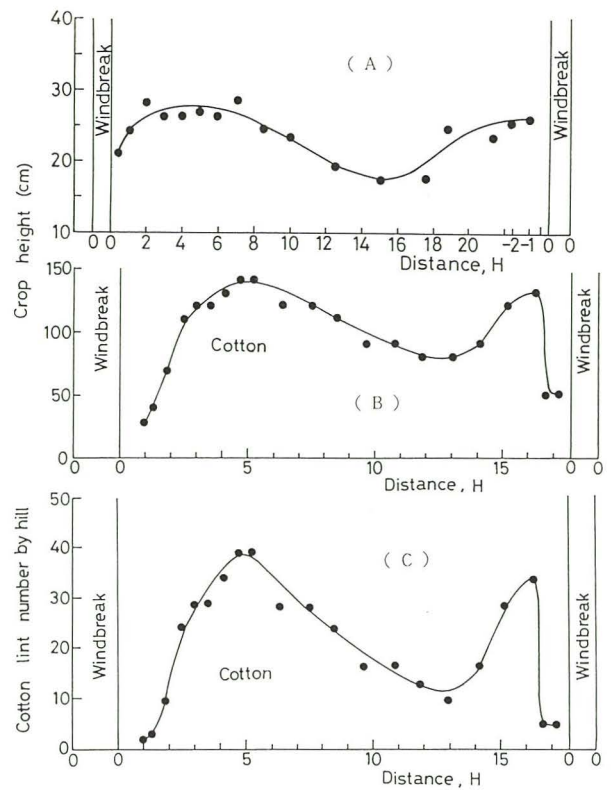 Crop height (cm)
40
30
20
10
Windbreak
( A )
Windbreak
0 0 2 4 6 8 10 12 14 16 18 20 -2 -1 0 0
Distance, H
150
100
50
0
Windbreak
Cotton
( B )
Windbreak
0 0 5 10 15 0 0
Distance, H
Cotton lint number by hill
50
40
30
20
10
0
Windbreak
Cotton
( C )
Windbreak
0 0 5 10 15 0 0
Distance, H